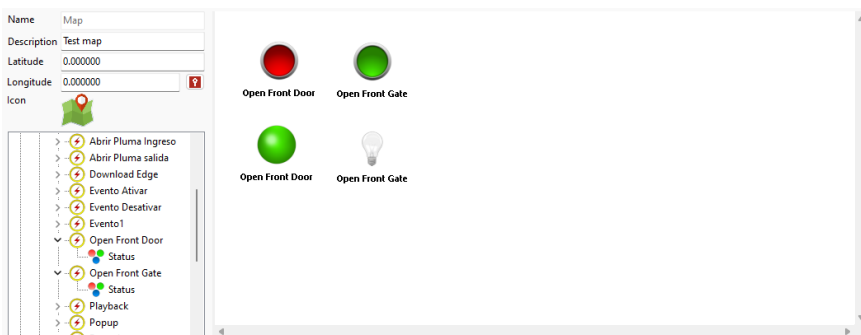 Name Map
Description Test map
Latitude 0.000000
Longitude 0.000000
Icon
Abrir Pluma Ingreso
Abrir Pluma salida
Download Edge
Evento Ativar
Evento Desativar
Evento1
Open Front Door
Status
Open Front Gate
Status
Playback
Popup
Open Front Door Open Front Gate
Open Front Door Open Front Gate